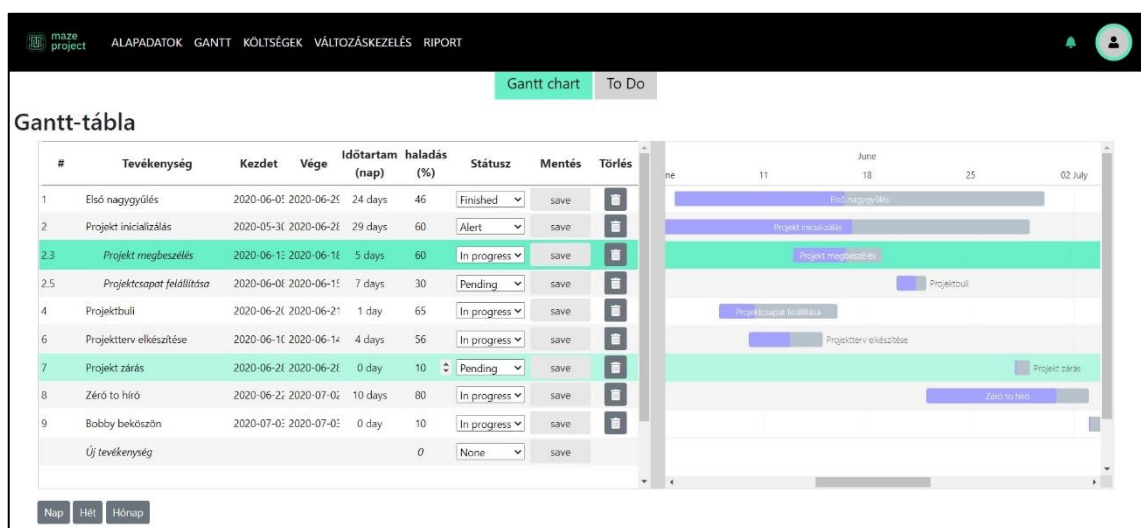 maze
project
ALAPADATOK GANTT KÖLTSÉGEK VÁLTOZÁSKEZELÉS RIPORT
Gantt chart To Do
Gantt-tábla
# Tevékenység Kezdet Vége Időtartam (nap) haladás (%) Státusz Mentés Törlés
1 Első nagygyűlés 2020-06-05 2020-06-29 24 days 46 Finished save
2 Projekt inicializálás 2020-05-30 2020-06-28 29 days 60 Alert save
2.3 Projekt megbeszélés 2020-06-13 2020-06-18 5 days 60 In progress save
2.5 Projektcsapat felállítása 2020-06-08 2020-06-15 7 days 30 Pending save
4 Projektbuli 2020-06-20 2020-06-21 1 day 65 In progress save
6 Projektterv elkészítése 2020-06-10 2020-06-14 4 days 56 In progress save
7 Projekt zárás 2020-06-28 2020-06-28 0 day 10 Pending save
8 Zéró to híró 2020-06-22 2020-07-02 10 days 80 In progress save
9 Bobby beköszön 2020-07-03 2020-07-03 0 day 10 In progress save
Új tevékenység 0 None save
June
ne 11 18 25 02 July
Első nagygyűlés
Projekt inicializálás
Projekt megbeszélés
Projektbuli
Projektcsapat felállítása
Projektterv elkészítése
Projekt zárás
Zéró to híró
Nap Hét Hónap